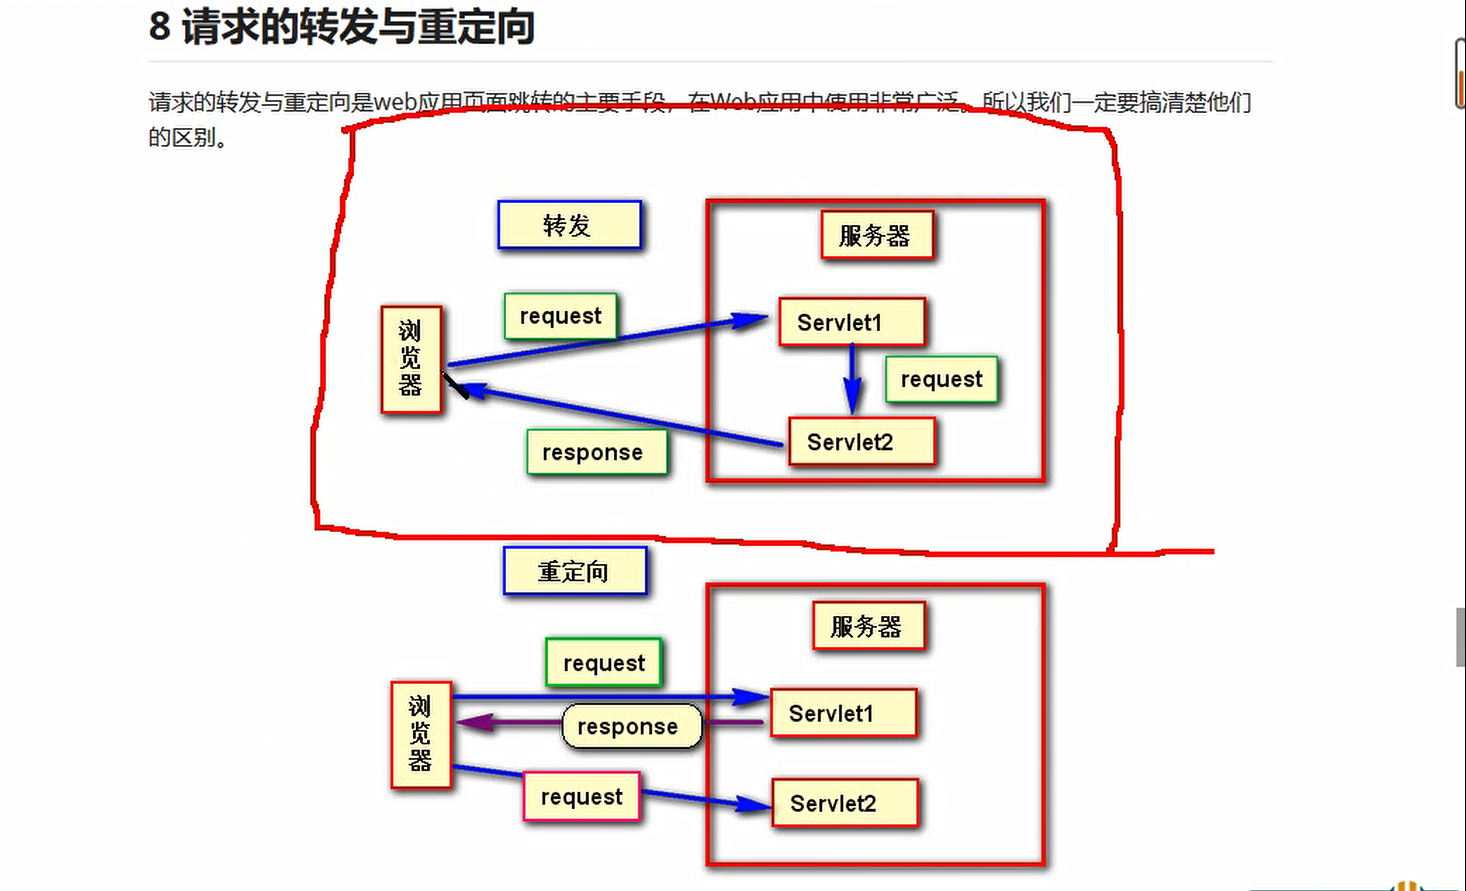 8 请求的转发与重定向
请求的转发与重定向是web应用页面跳转的主要手段，在Web应用中使用非常广泛。所以我们一定要搞清楚他们
的区别。
转发
服务器
request
Servlet1
浏览器
request
Servlet2
response
重定向
服务器
request
Servlet1
浏览器
response
request
Servlet2